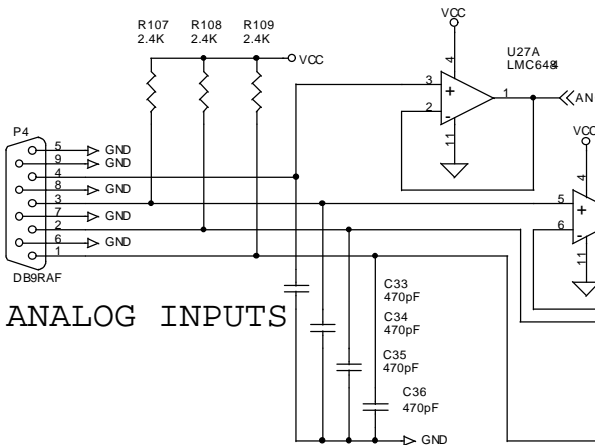 R107
2.4K
R108
2.4K
R109
2.4K
VCC
VCC
U27A
LMC6484
3
2
+
-
4
11
1
AN
P4
5
9
4
8
3
7
2
6
1
GND
GND
GND
GND
GND
DB9RAF
VCC
5
6
+
-
4
11
ANALOG INPUTS
C33
470pF
C34
470pF
C35
470pF
C36
470pF
GND